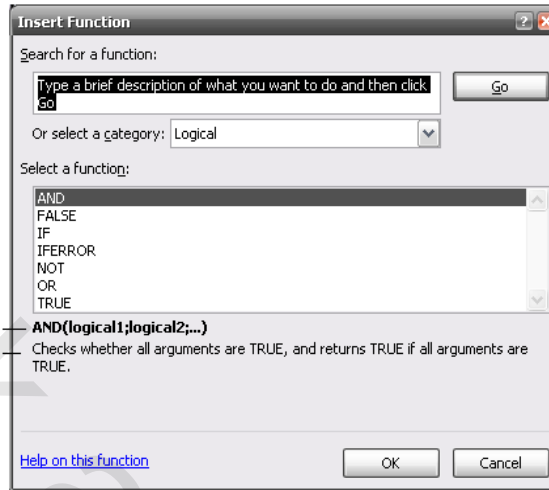 Insert Function
Search for a function:
Type a brief description of what you want to do and then click
Go
Go
Or select a category: Logical
Select a function:
AND
FALSE
IF
IFERROR
NOT
OR
TRUE
AND(logical1;logical2;...)
Checks whether all arguments are TRUE, and returns TRUE if all arguments are
TRUE.
Help on this function
OK
Cancel